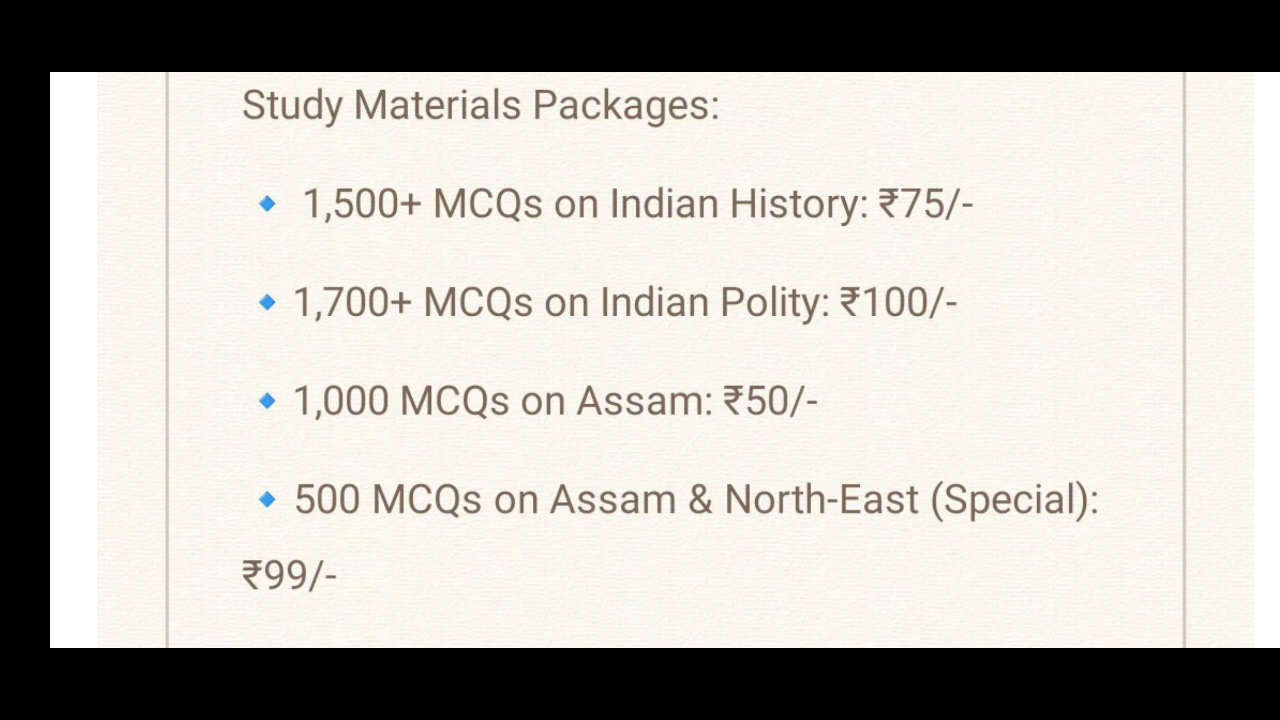 Study Materials Packages:
🔹 1,500+ MCQs on Indian History: ₹75/-
🔹 1,700+ MCQs on Indian Polity: ₹100/-
🔹 1,000 MCQs on Assam: ₹50/-
🔹 500 MCQs on Assam & North-East (Special):
₹99/-